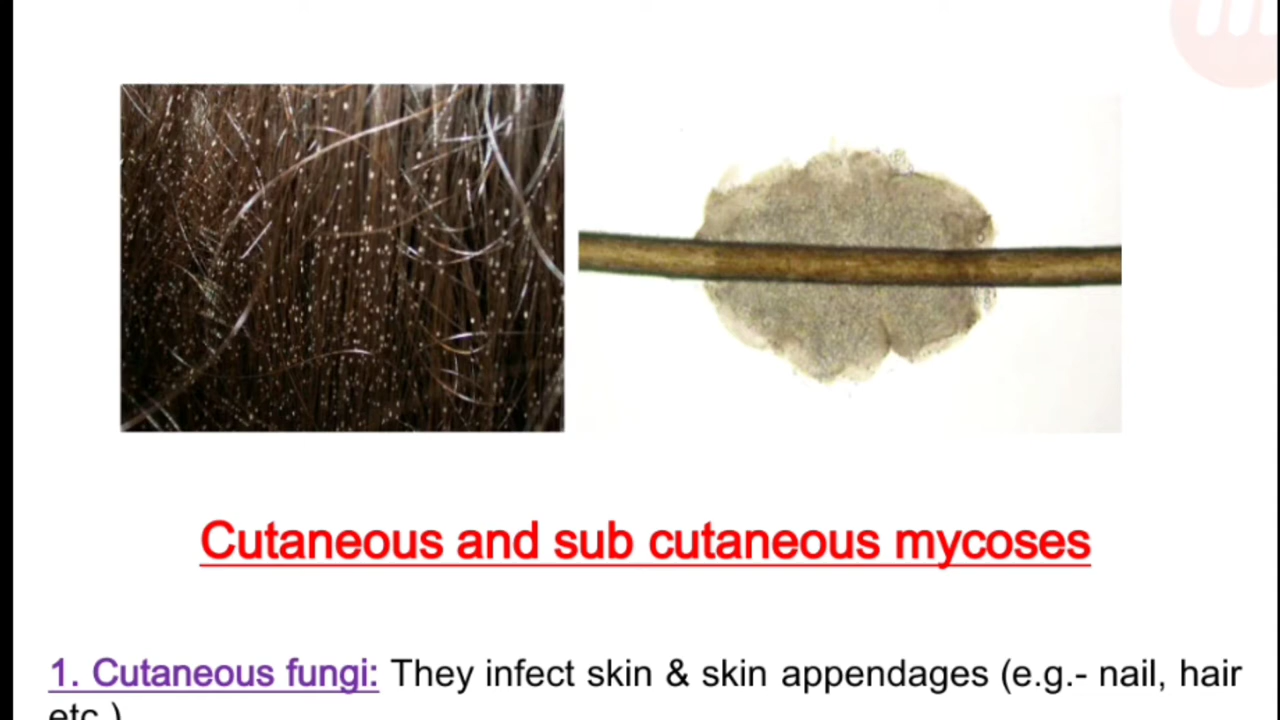 Cutaneous and sub cutaneous mycoses
1. Cutaneous fungi: They infect skin & skin appendages (e.g.- nail, hair
etc.)